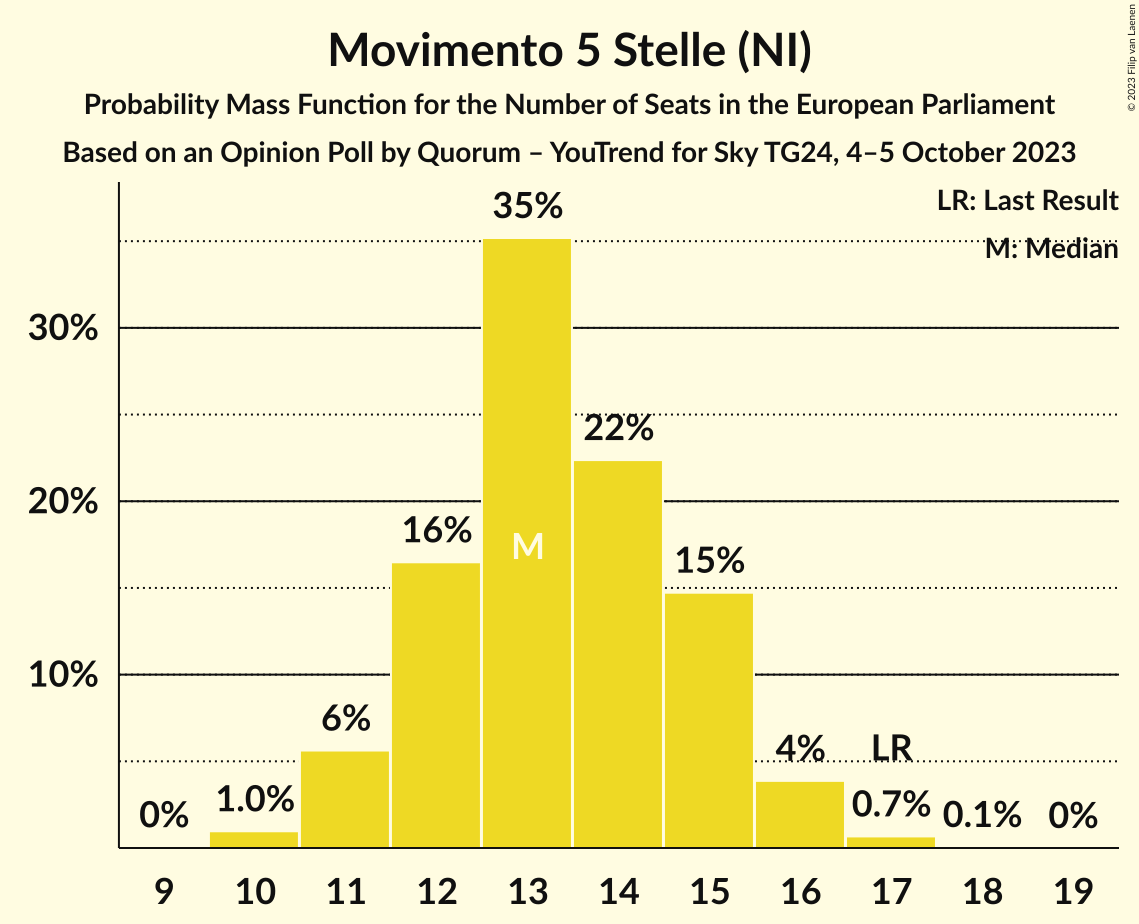 Movimento 5 Stelle (NI)
Probability Mass Function for the Number of Seats in the European Parliament
Based on an Opinion Poll by Quorum – YouTrend for Sky TG24, 4–5 October 2023
© 2023 Filip van Laenen
LR: Last Result
M: Median
30%
20%
10%
0%
1.0%
6%
16%
35%
M
22%
15%
4%
LR
0.7%
0.1%
0%
9 10 11 12 13 14 15 16 17 18 19